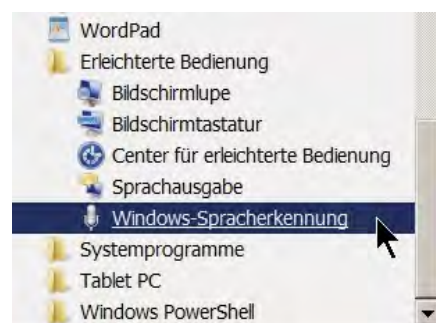 WordPad
Erleichterte Bedienung
Bildschirmlupe
Bildschirmtastatur
Center für erleichterte Bedienung
Sprachausgabe
Windows-Spracherkennung
Systemprogramme
Tablet PC
Windows PowerShell